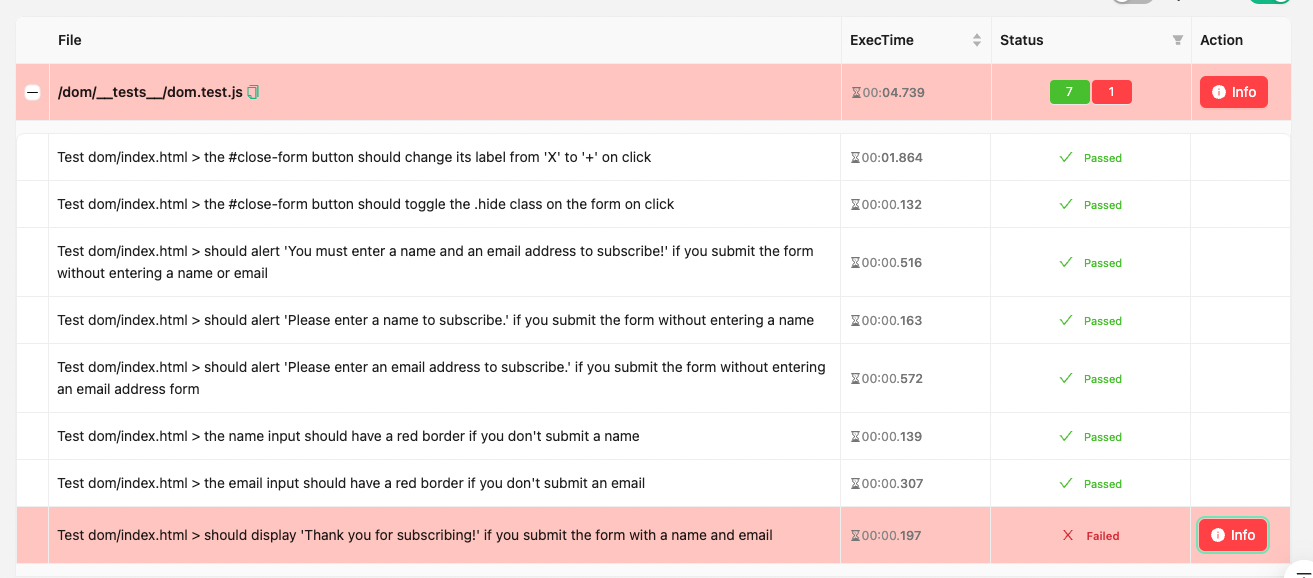 File ExecTime Status Action
/dom/__tests__/dom.test.js 00:04.739 7 1 Info
Test dom/index.html > the #close-form button should change its label from 'X' to '+' on click 00:01.864 Passed
Test dom/index.html > the #close-form button should toggle the .hide class on the form on click 00:00.132 Passed
Test dom/index.html > should alert 'You must enter a name and an email address to subscribe!' if you submit the form
without entering a name or email 00:00.516 Passed
Test dom/index.html > should alert 'Please enter a name to subscribe.' if you submit the form without entering a name 00:00.163 Passed
Test dom/index.html > should alert 'Please enter an email address to subscribe.' if you submit the form without entering
an email address form 00:00.572 Passed
Test dom/index.html > the name input should have a red border if you don't submit a name 00:00.139 Passed
Test dom/index.html > the email input should have a red border if you don't submit an email 00:00.307 Passed
Test dom/index.html > should display 'Thank you for subscribing!' if you submit the form with a name and email 00:00.197 Failed Info